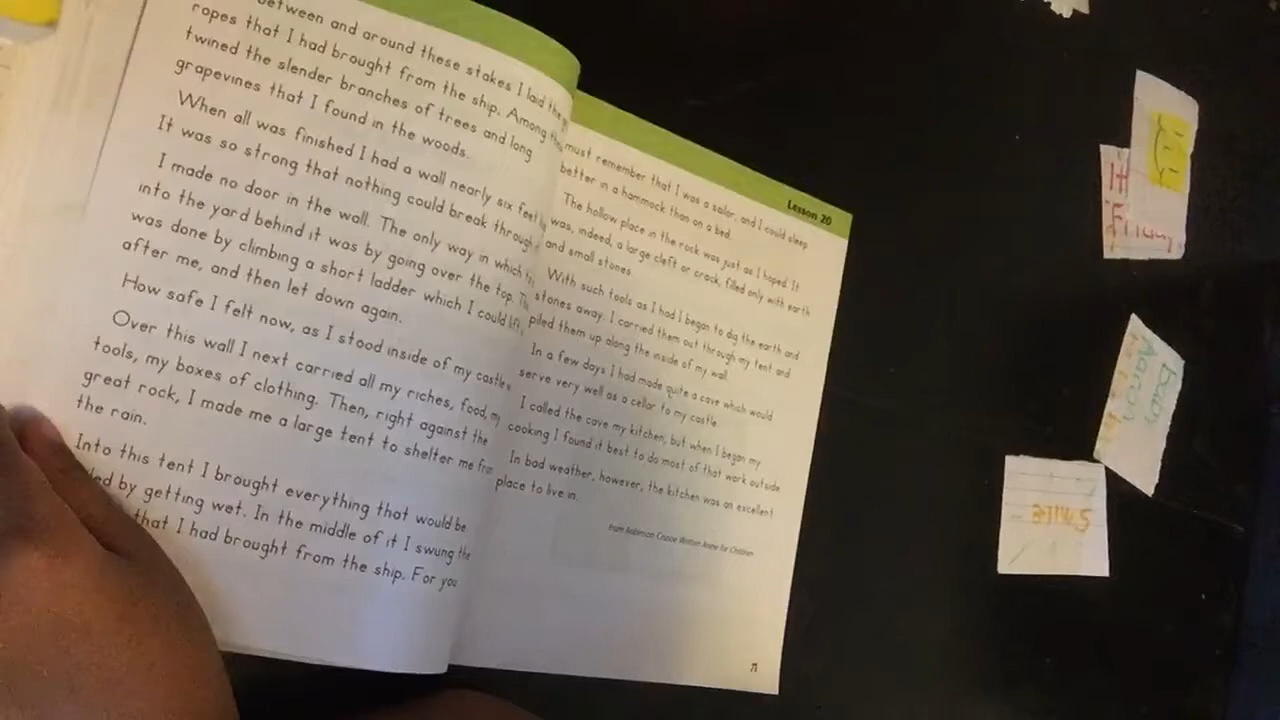 between and around these stakes I laid the
ropes that I had brought from the ship. Among
twined the slender branches of trees and long
grapevines that I found in the woods.
When all was finished I had a wall nearly six feet
It was so strong that nothing could break through
I made no door in the wall. The only way in which
into the yard behind it was by going over the top.
was done by climbing a short ladder which I could
after me, and then let down again.
How safe I felt now, as I stood inside of my castle
Over this wall I next carried all my riches, food, my
tools, my boxes of clothing. Then, right against the
great rock, I made me a large tent to shelter me from
the rain.
Into this tent I brought everything that would be
by getting wet. In the middle of it I swung the
that I had brought from the ship. For you
Lesson 20
must remember that I was a sailor, and I could sleep
better in a hammock than on a bed.
The hollow place in the rock was just as I hoped. It
was, indeed, a large cleft or crack, filled only with earth
and small stones.
With such tools as I had I began to dig the earth and
stones away. I carried them out through my tent and
piled them up along the inside of my wall.
In a few days I had made quite a cave which would
serve very well as a cellar to my castle.
I called the cave my kitchen, but when I began my
cooking I found it best to do most of that work outside.
In bad weather, however, the kitchen was an excellent
place to live in.
from Robinson Crusoe Written Anew for Children
71